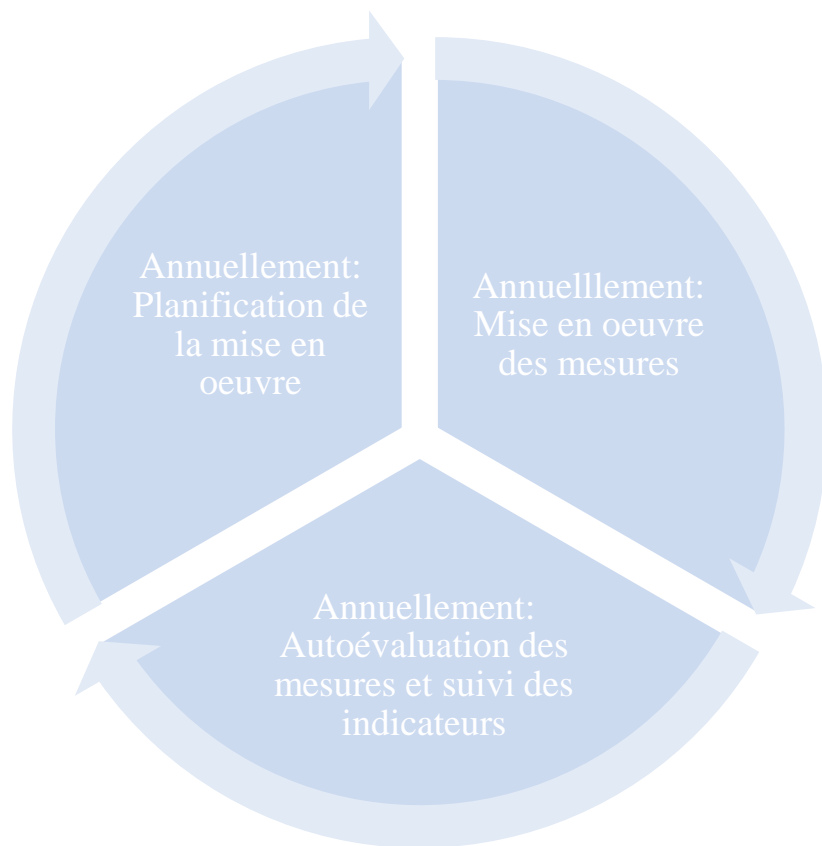 Annuellement:
Planification de
la mise en
oeuvre
Annuelllement:
Mise en oeuvre
des mesures
Annuellement:
Autoévaluation des
mesures et suivi des
indicateurs